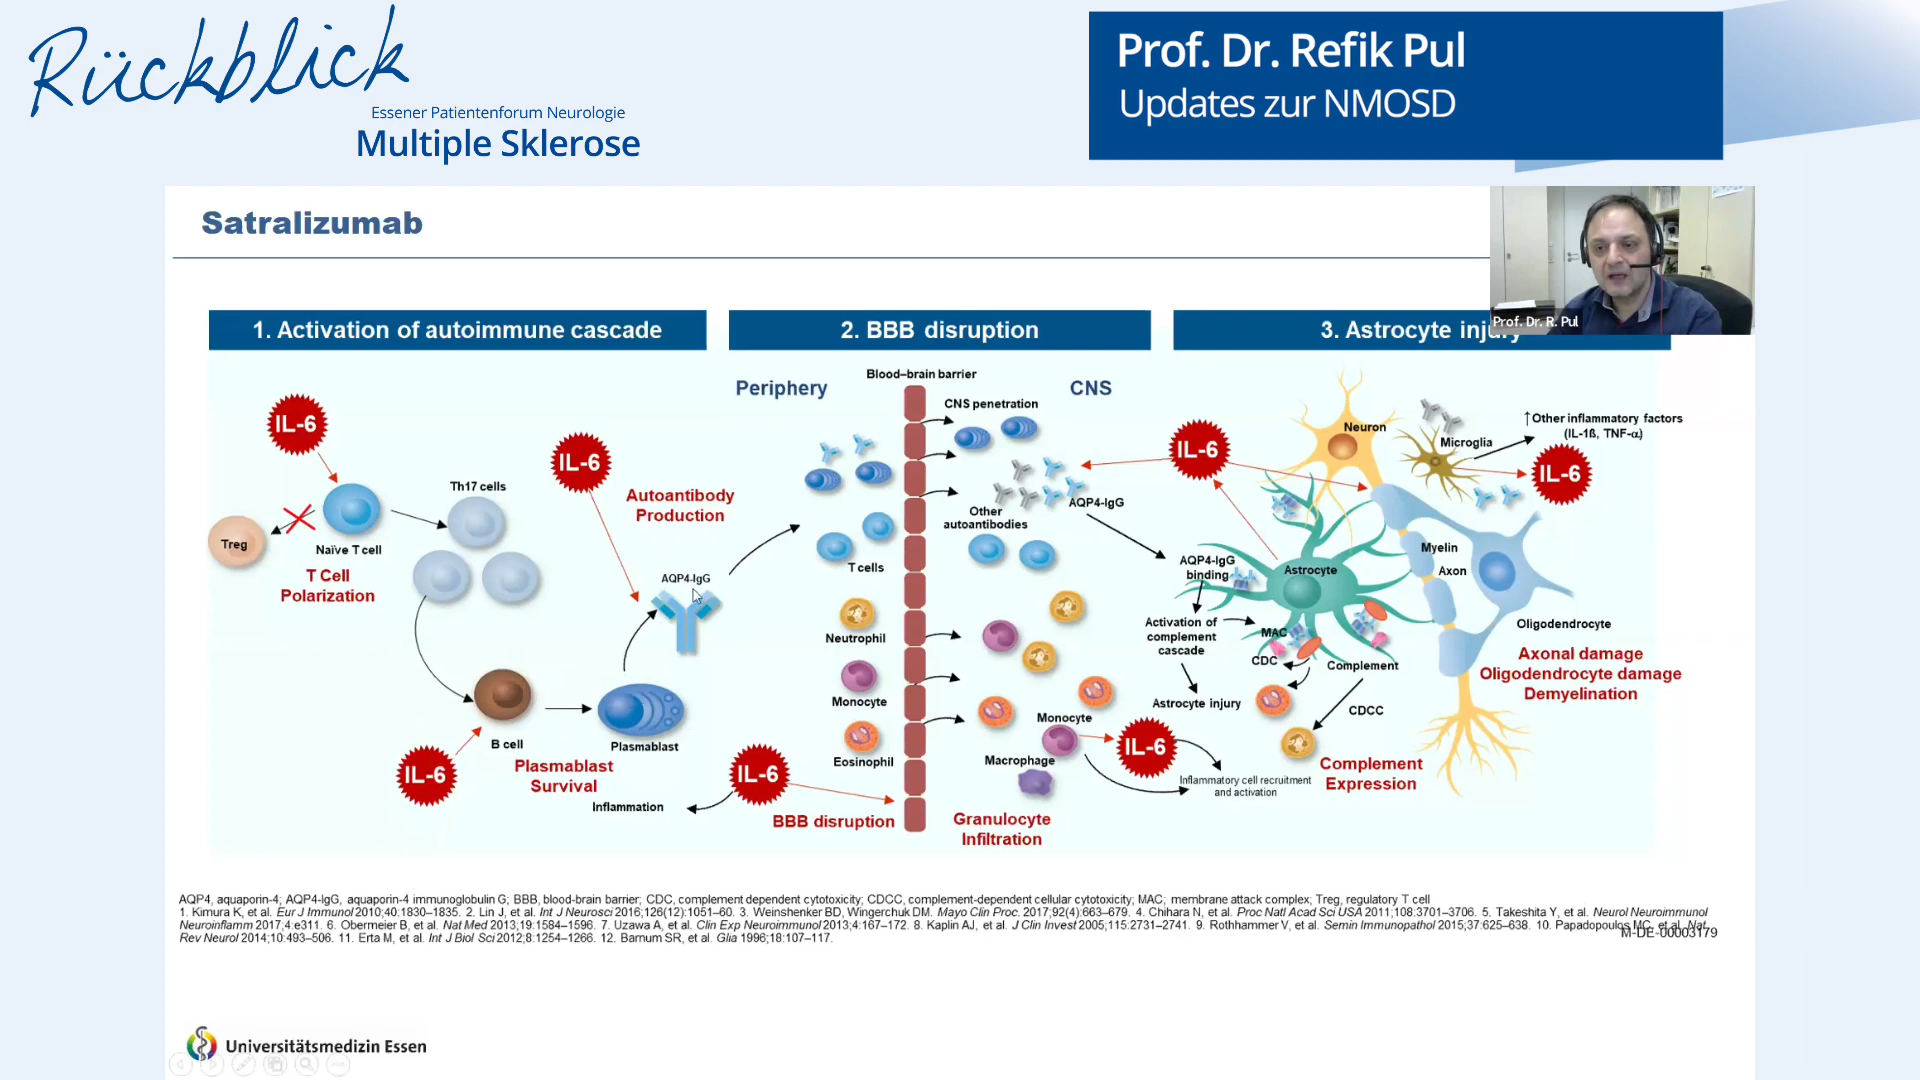 Rückblick
Essener Patientenforum Neurologie
Multiple Sklerose
Prof. Dr. Refik Pul
Updates zur NMOSD
Satralizumab
Prof. Dr. R. Pul
1. Activation of autoimmune cascade
2. BBB disruption
3. Astrocyte injury
Periphery
Blood–brain barrier
CNS
CNS penetration
IL-6
IL-6
IL-6
Neuron
Microglia
↑Other inflammatory factors
(IL-1ß, TNF-α)
IL-6
Th17 cells
Autoantibody
Production
AQP4-IgG
Other
autoantibodies
Treg
Naïve T cell
T Cell
Polarization
AQP4-IgG
T cells
AQP4-IgG
binding
Astrocyte
Myelin
Axon
Neutrophil
Activation of
complement
cascade
MAC
CDC
Complement
Oligodendrocyte
Axonal damage
Oligodendrocyte damage
Demyelination
Monocyte
Astrocyte injury
CDCC
B cell
Plasmablast
Eosinophil
Monocyte
Macrophage
IL-6
IL-6
Plasmablast
Survival
IL-6
Inflammation
BBB disruption
Inflammatory cell recruitment
and activation
Complement
Expression
Granulocyte
Infiltration
AQP4, aquaporin-4; AQP4-IgG, aquaporin-4 immunoglobulin G; BBB, blood-brain barrier; CDC, complement dependent cytotoxicity; CDCC, complement-dependent cellular cytotoxicity; MAC; membrane attack complex; Treg, regulatory T cell
1. Kimura K, et al. Eur J Immunol 2010;40:1830–1835. 2. Lin J, et al. Int J Neurosci 2016;126(12):1051–60. 3. Weinshenker BD, Wingerchuk DM. Mayo Clin Proc. 2017;92(4):663–679. 4. Chihara N, et al. Proc Natl Acad Sci USA 2011;108:3701–3706. 5. Takeshita Y, et al. Neurol Neuroimmunol
Neuroinflamm 2017;4:e311. 6. Obermeier B, et al. Nat Med 2013;19:1584–1596. 7. Uzawa A, et al. Clin Exp Neuroimmunol 2013;4:167–172. 8. Kaplin AJ, et al. J Clin Invest 2005;115:2731–2741. 9. Rothhammer V, et al. Semin Immunopathol 2015;37:625–638. 10. Papadopoulos MC, et al. Nat
Rev Neurol 2014;10:493–506. 11. Erta M, et al. Int J Biol Sci 2012;8:1254–1266. 12. Barnum SR, et al. Glia 1996;18:107–117.
M-DE-00003179
Universitätsmedizin Essen